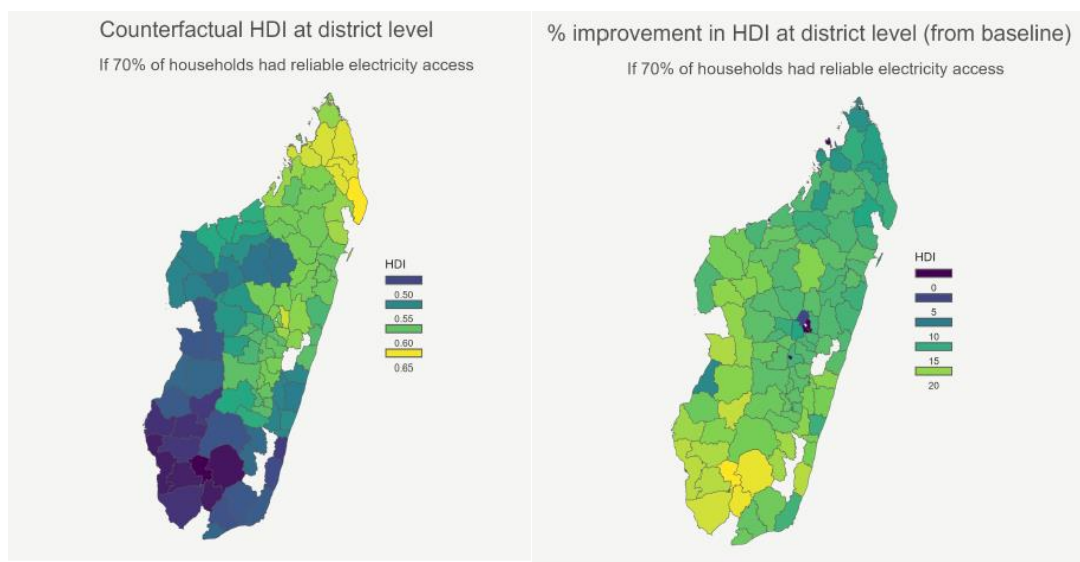 Counterfactual HDI at district level
If 70% of households had reliable electricity access
HDI
0.50
0.55
0.60
0.65
% improvement in HDI at district level (from baseline)
If 70% of households had reliable electricity access
HDI
0
5
10
15
20